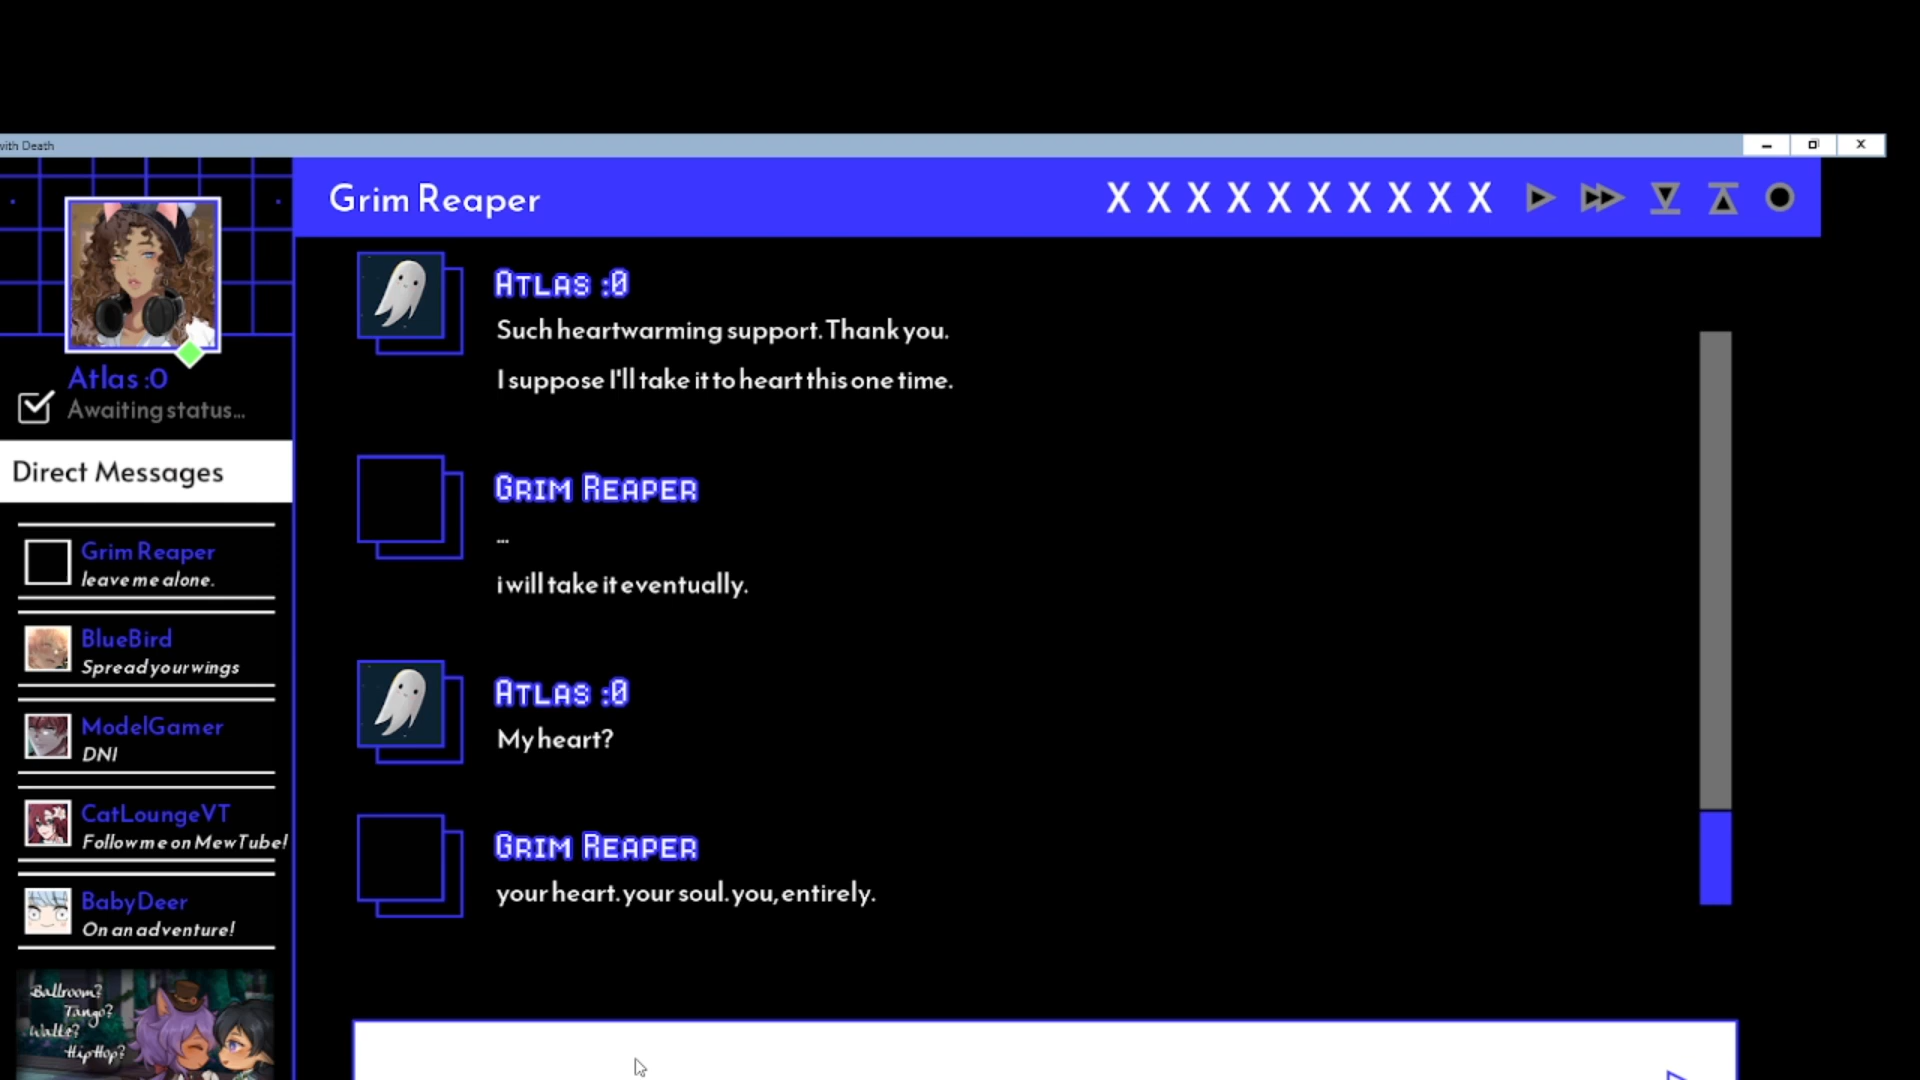 with Death
Grim Reaper
X X X X X X X X X X
Atlas :0
Awaiting status...
Direct Messages
Grim Reaper
leave me alone.
BlueBird
Spread your wings
ModelGamer
DNI
CatLoungeVT
Follow me on MewTube!
BabyDeer
On an adventure!
Ballroom?
Tango?
Waltz?
Hip Hop?
Atlas :0
Such heartwarming support. Thank you.
I suppose I'll take it to heart this one time.
Grim Reaper
...
i will take it eventually.
Atlas :0
My heart?
Grim Reaper
your heart. your soul. you, entirely.